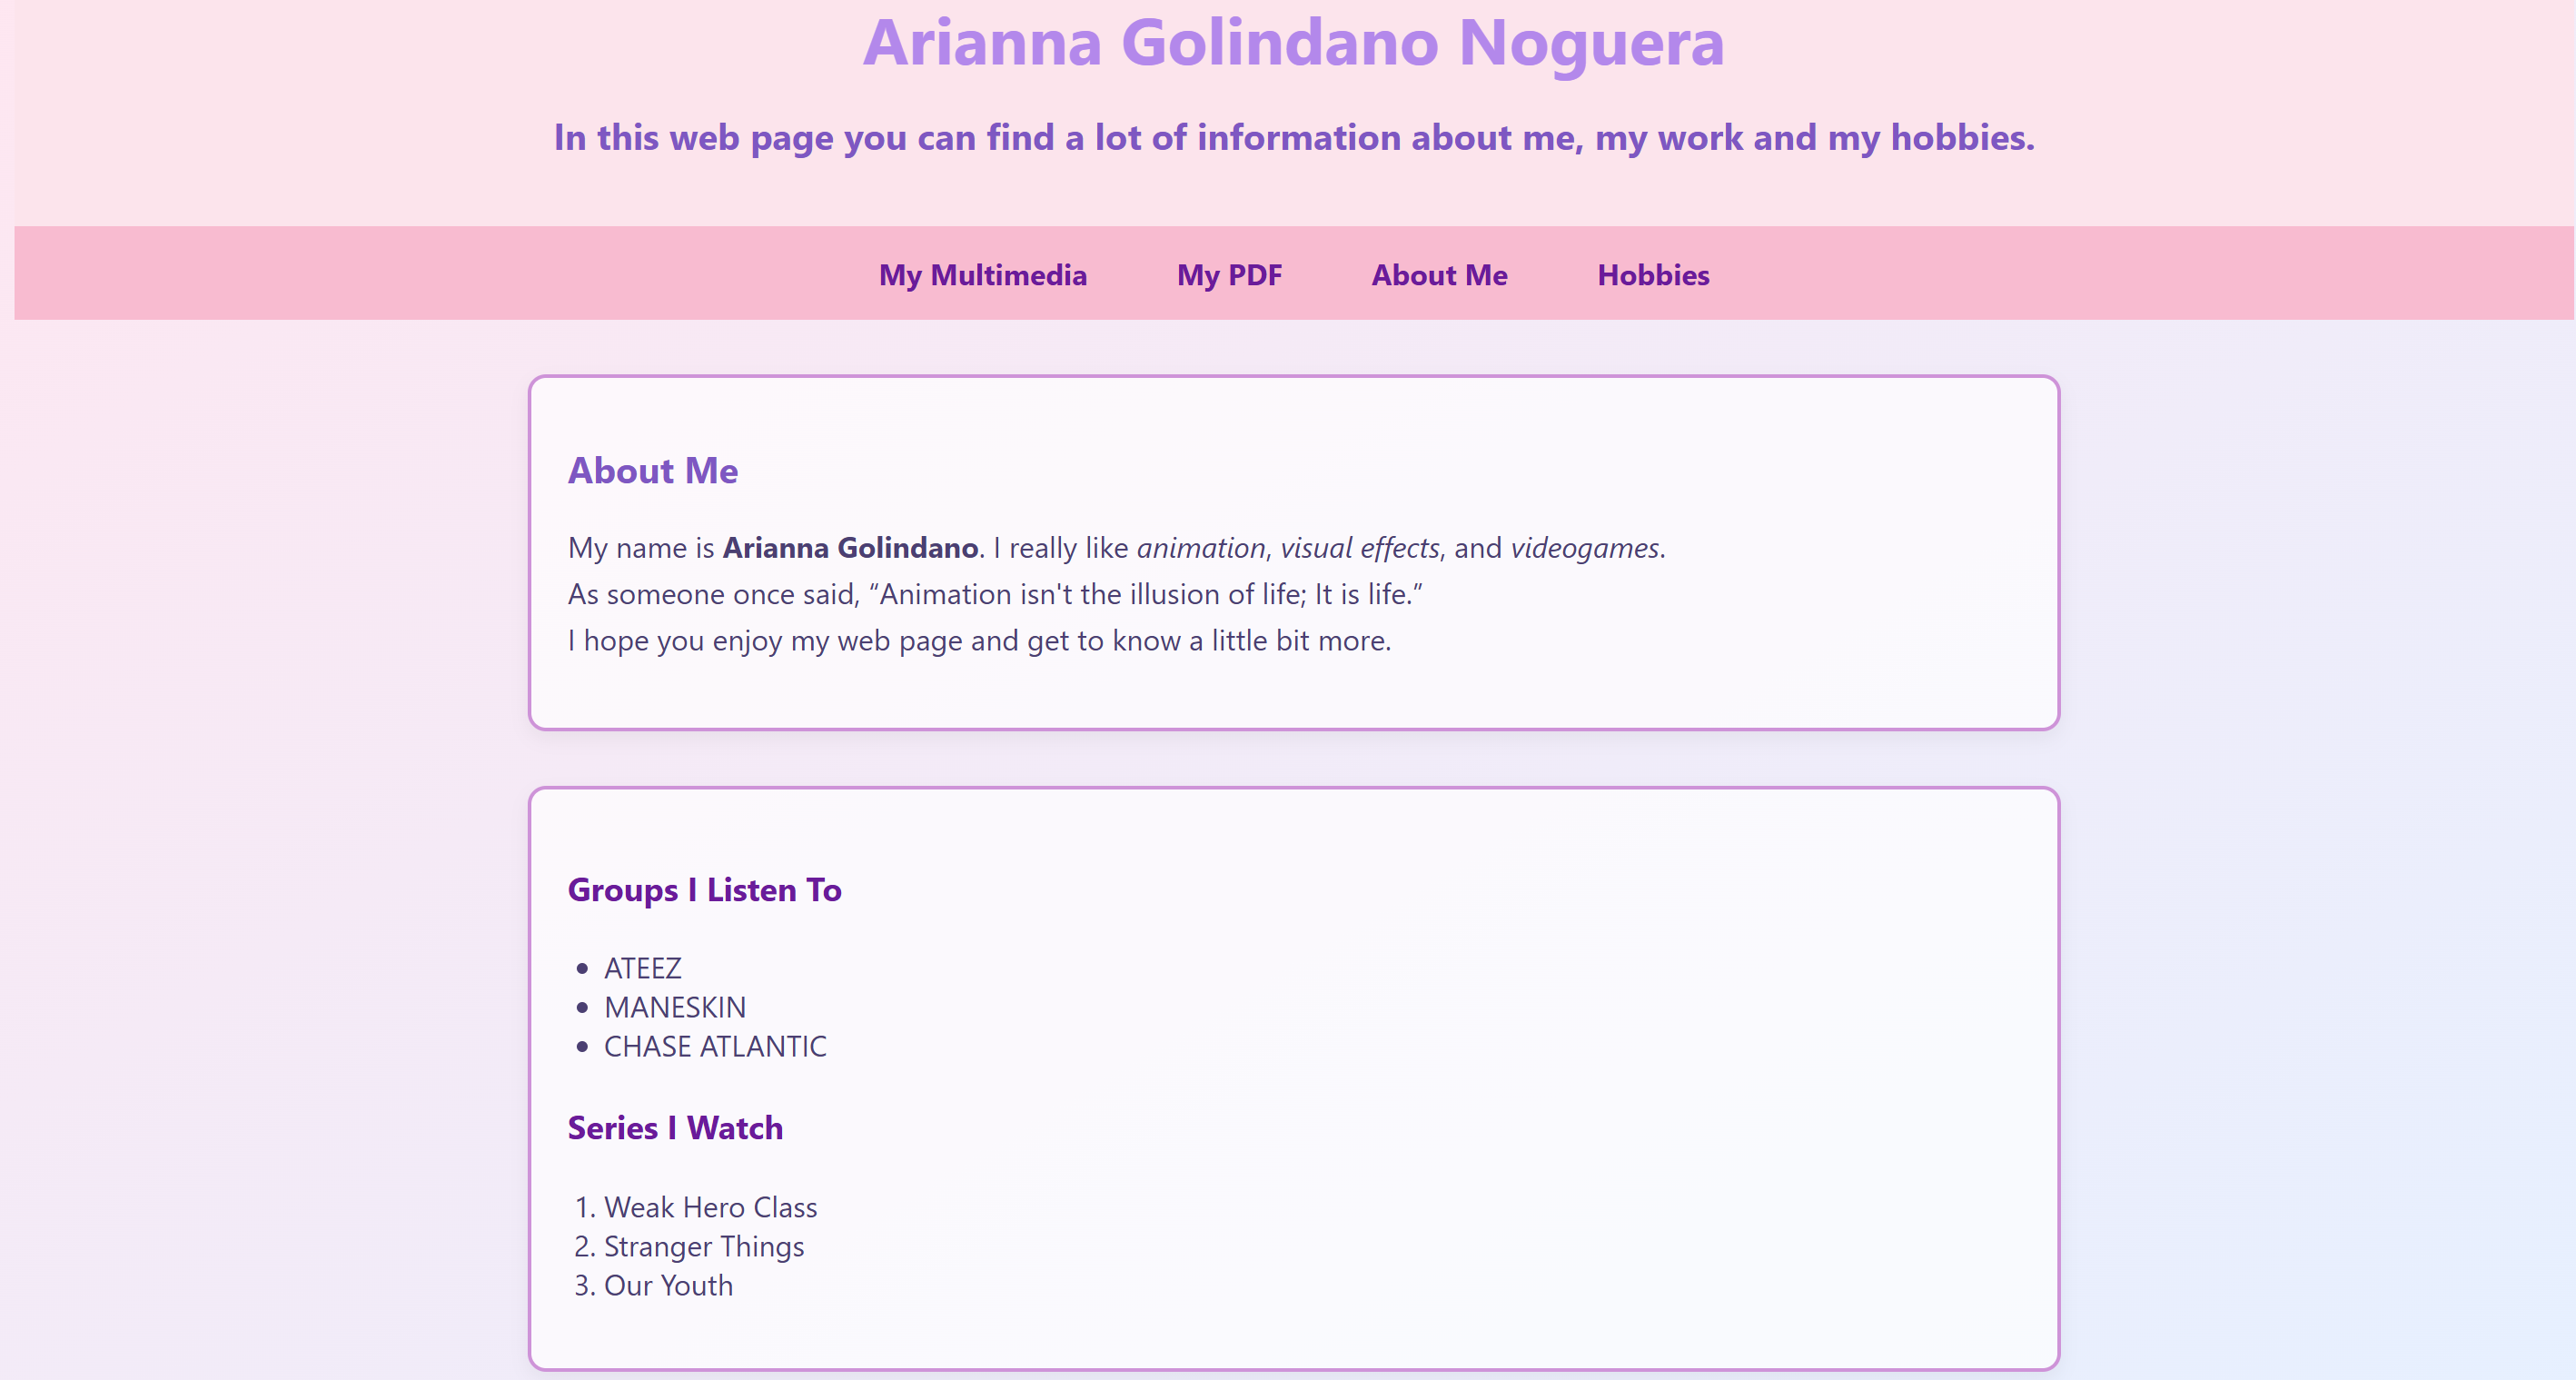 Arianna Golindano Noguera
In this web page you can find a lot of information about me, my work and my hobbies.
My Multimedia My PDF About Me Hobbies
About Me
My name is Arianna Golindano. I really like animation, visual effects, and videogames.
As someone once said, “Animation isn't the illusion of life; It is life.”
I hope you enjoy my web page and get to know a little bit more.
Groups I Listen To
• ATEEZ
• MANESKIN
• CHASE ATLANTIC
Series I Watch
1. Weak Hero Class
2. Stranger Things
3. Our Youth